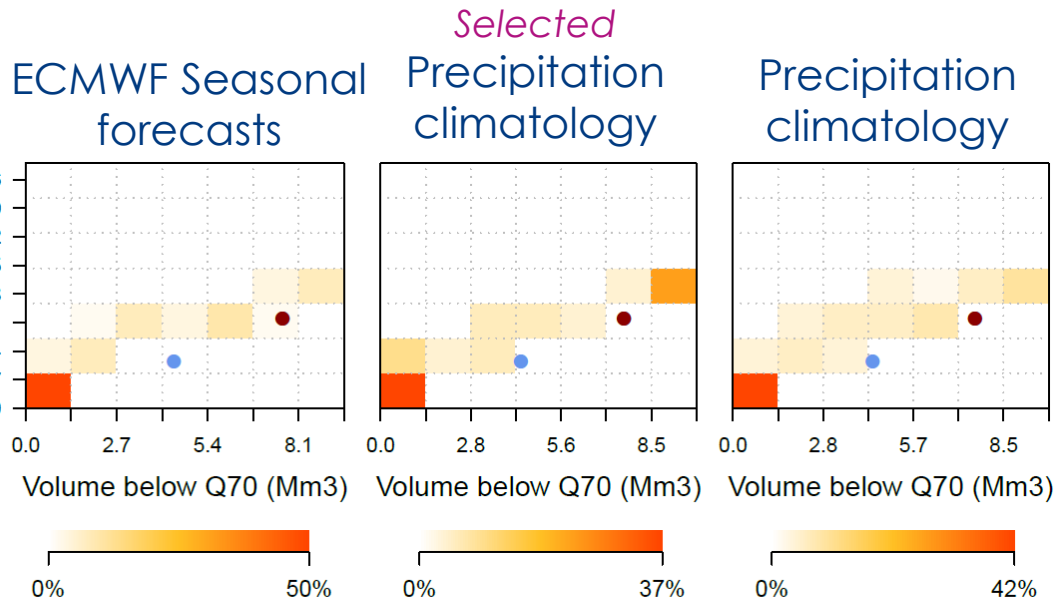 Selected
ECMWF Seasonal forecasts
Precipitation climatology
Precipitation climatology
0.0 2.7 5.4 8.1
0.0 2.8 5.6 8.5
0.0 2.8 5.7 8.5
Volume below Q70 (Mm3)
Volume below Q70 (Mm3)
Volume below Q70 (Mm3)
0% 50%
0% 37%
0% 42%